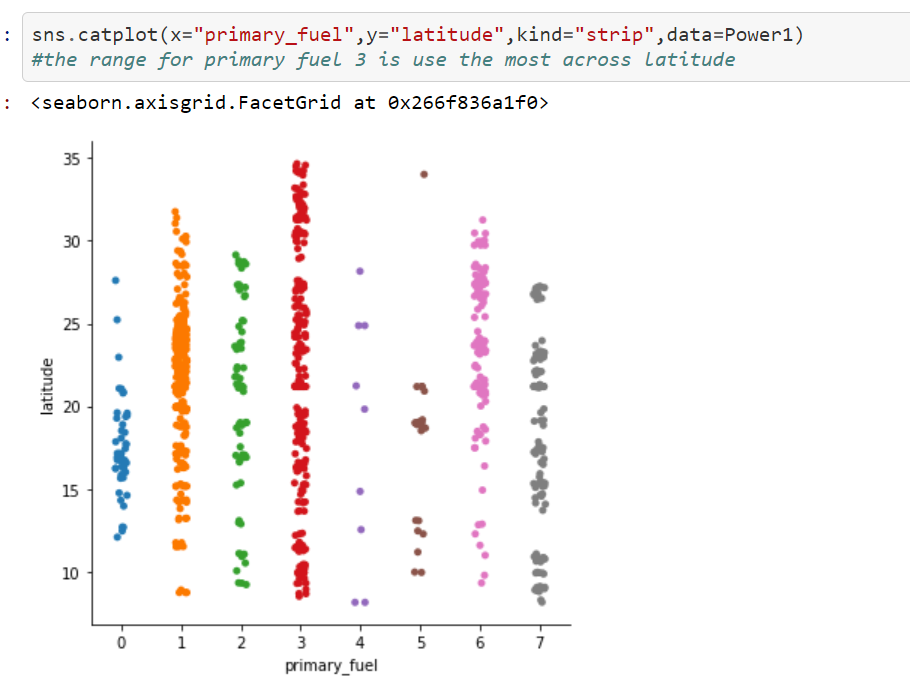 : sns.catplot(x="primary_fuel",y="latitude",kind="strip",data=Power1)
#the range for primary fuel 3 is use the most across latitude
: <seaborn.axisgrid.FacetGrid at 0x266f836a1f0>
35
30
25
20
15
10
latitude
0 1 2 3 4 5 6 7
primary_fuel